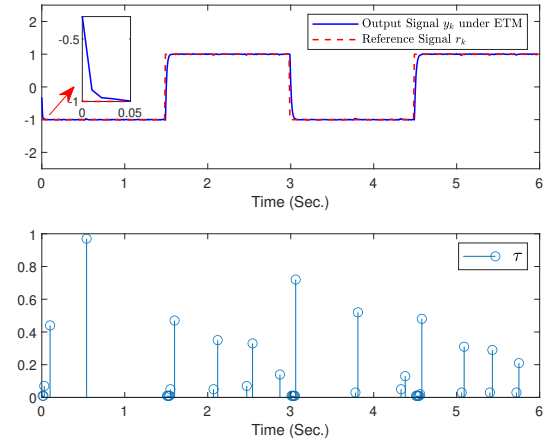 2
1
0
-1
-2
-0.5
-1
0
0.05
Output Signal y_k under ETM
Reference Signal r_k
0 1 2 3 4 5 6
Time (Sec.)
1
0.8
0.6
0.4
0.2
0
τ
0 1 2 3 4 5 6
Time (Sec.)